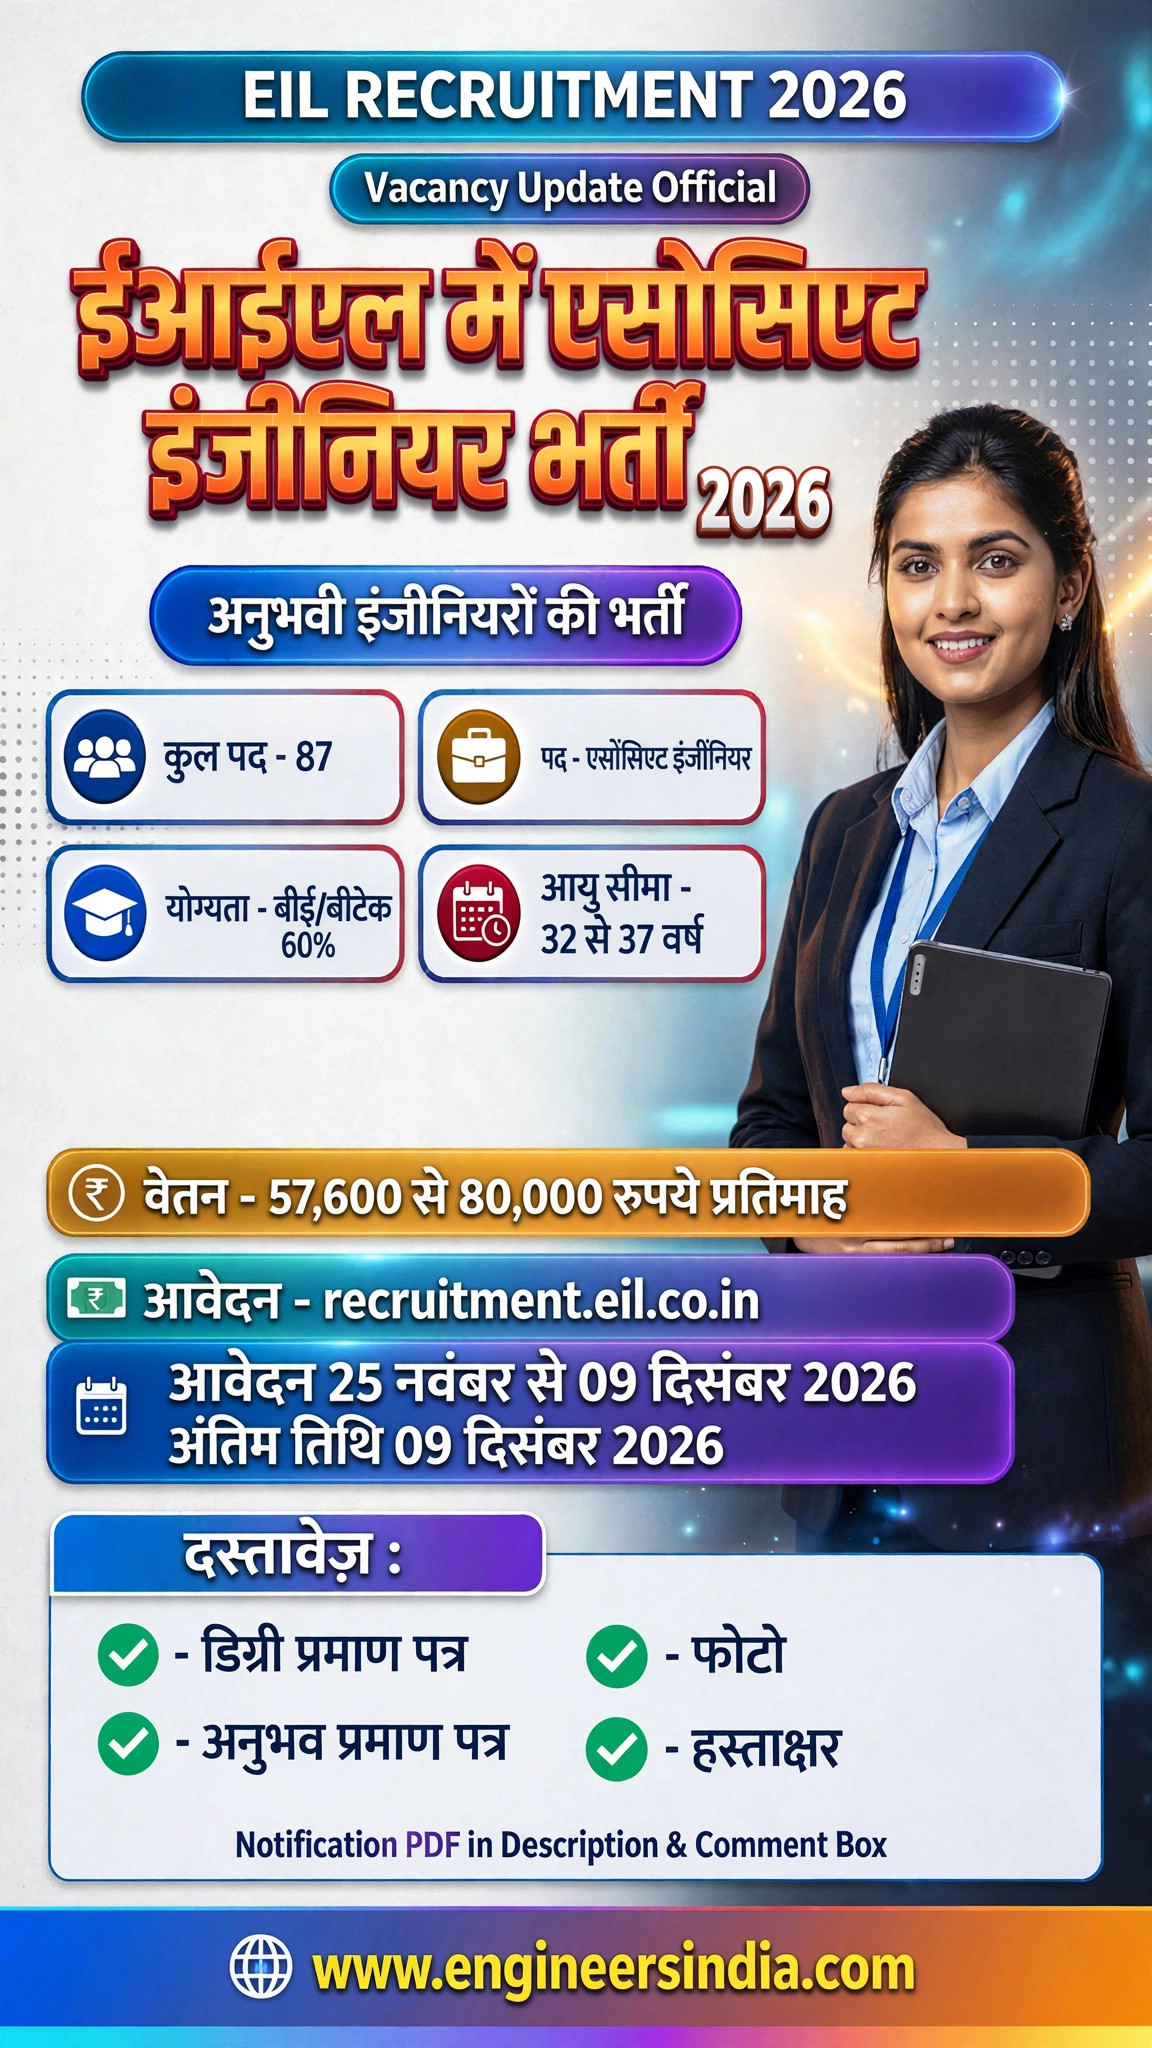 EIL RECRUITMENT 2026
Vacancy Update Official
ईआईएल में एसोसिएट
इंजीनियर भर्ती 2026
अनुभवी इंजीनियरों की भर्ती
कुल पद - 87
पद - एसोंसिएट इंजींनियर
योग्यता - बीई/बीटेक
60%
आयु सीमा -
32 से 37 वर्ष
वेतन - 57,600 से 80,000 रुपये प्रतिमाह
आवेदन - recruitment.eil.co.in
आवेदन 25 नवंबर से 09 दिसंबर 2026
अंतिम तिथि 09 दिसंबर 2026
दस्तावेज़ :
- डिग्री प्रमाण पत्र
- फोटो
- अनुभव प्रमाण पत्र
- हस्ताक्षर
Notification PDF in Description & Comment Box
www.engineersindia.com